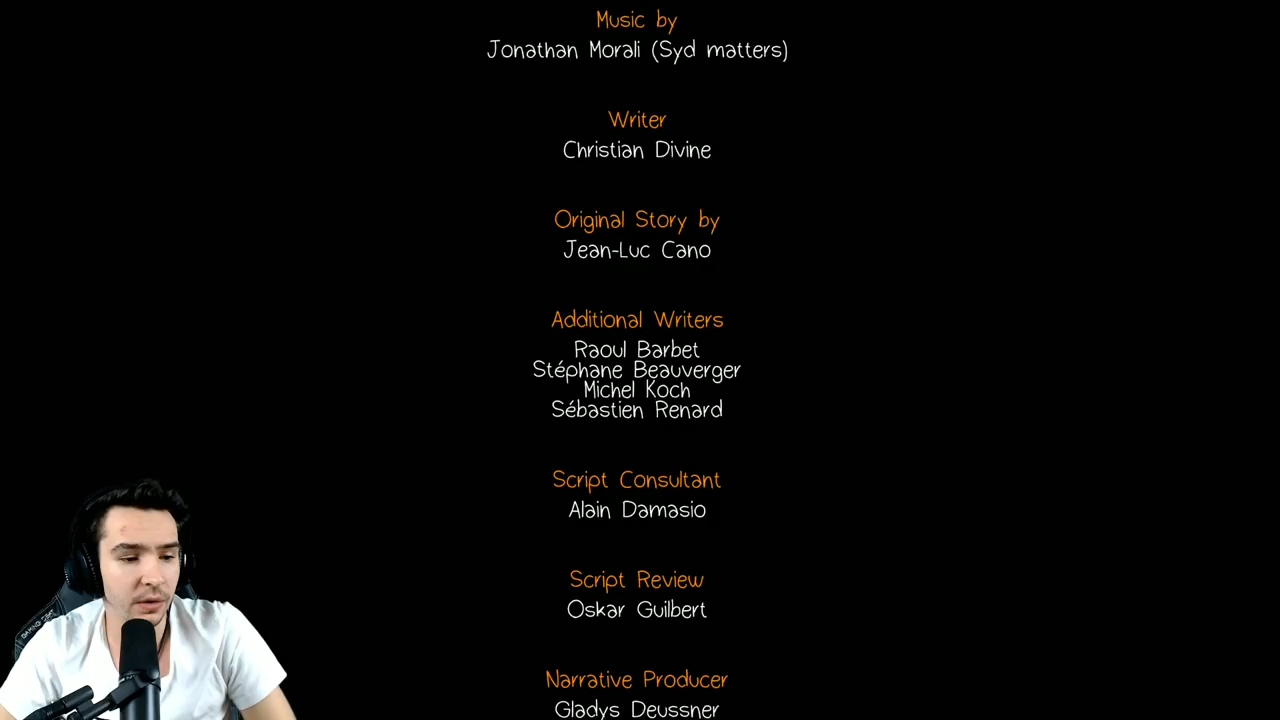 Music by
Jonathan Morali (Syd matters)
Writer
Christian Divine
Original Story by
Jean-Luc Cano
Additional Writers
Raoul Barbet
Stéphane Beauverger
Michel Koch
Sébastien Renard
Script Consultant
Alain Damasio
Script Review
Oskar Guilbert
Narrative Producer
Gladys Deussner